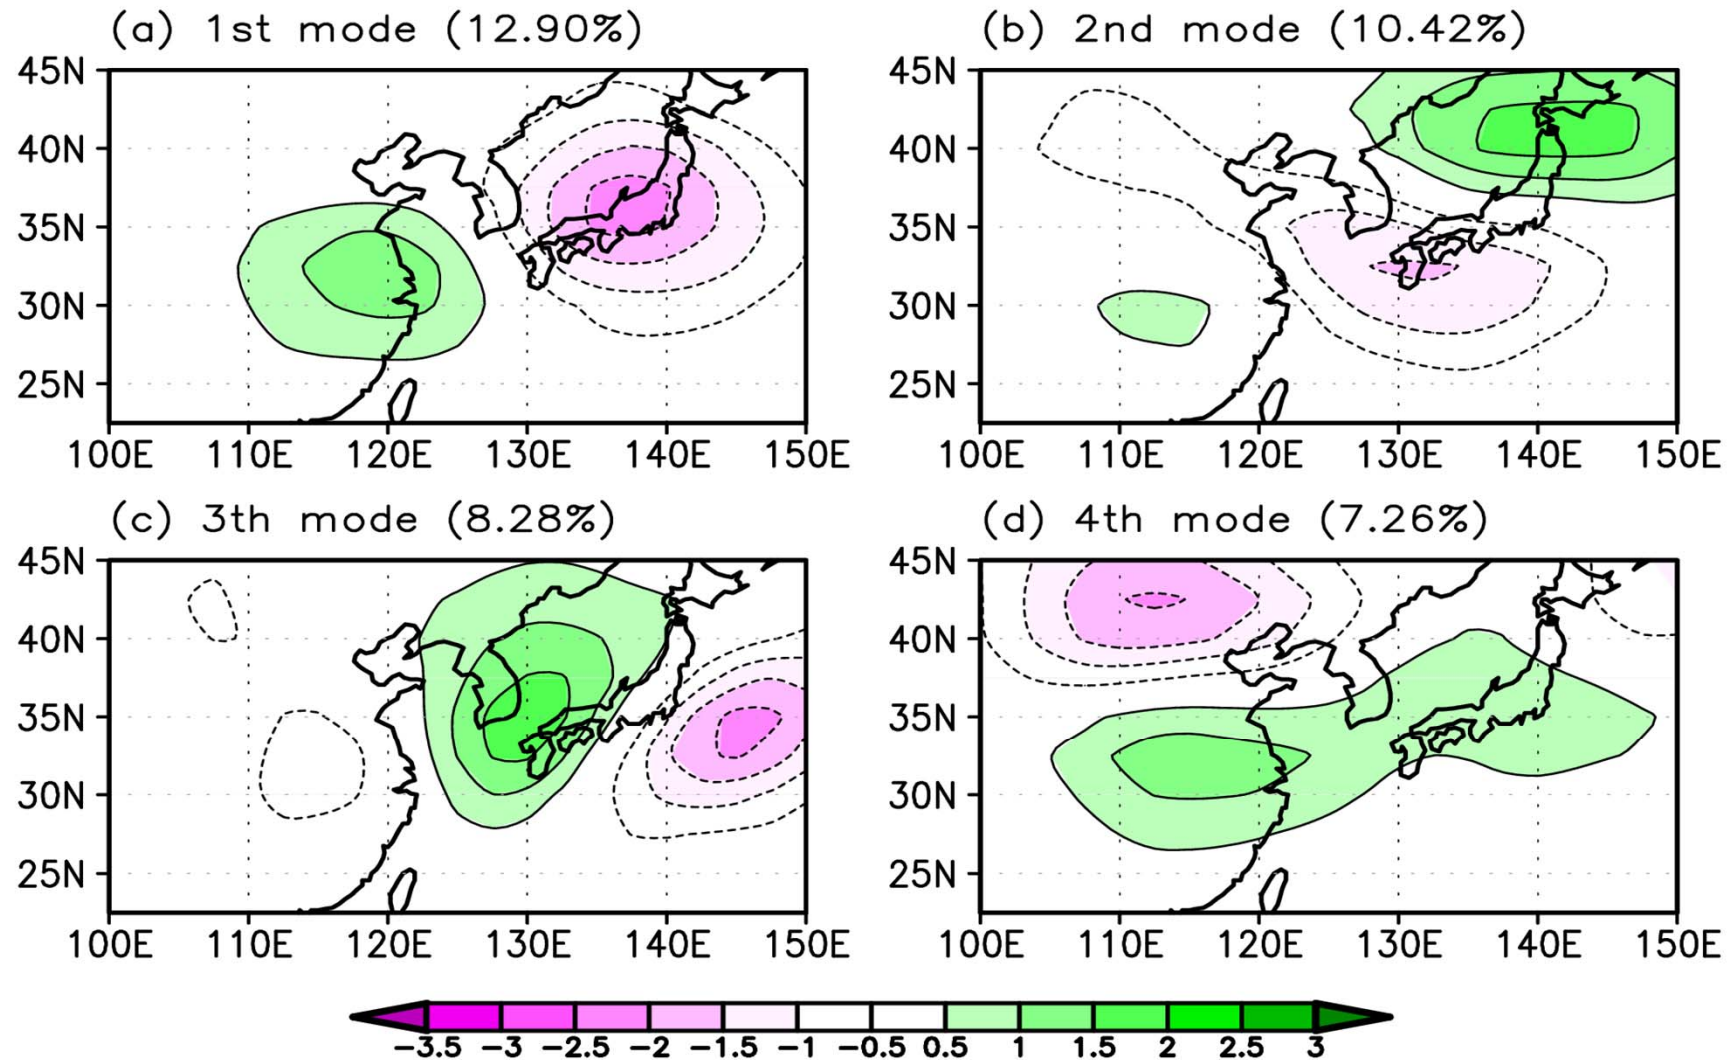 (a) 1st mode (12.90%)
(b) 2nd mode (10.42%)
45N
40N
35N
30N
25N
100E 110E 120E 130E 140E 150E
45N
40N
35N
30N
25N
100E 110E 120E 130E 140E 150E
(c) 3th mode (8.28%)
(d) 4th mode (7.26%)
45N
40N
35N
30N
25N
100E 110E 120E 130E 140E 150E
45N
40N
35N
30N
25N
100E 110E 120E 130E 140E 150E
−3.5 −3 −2.5 −2 −1.5 −1 −0.5 0.5 1 1.5 2 2.5 3